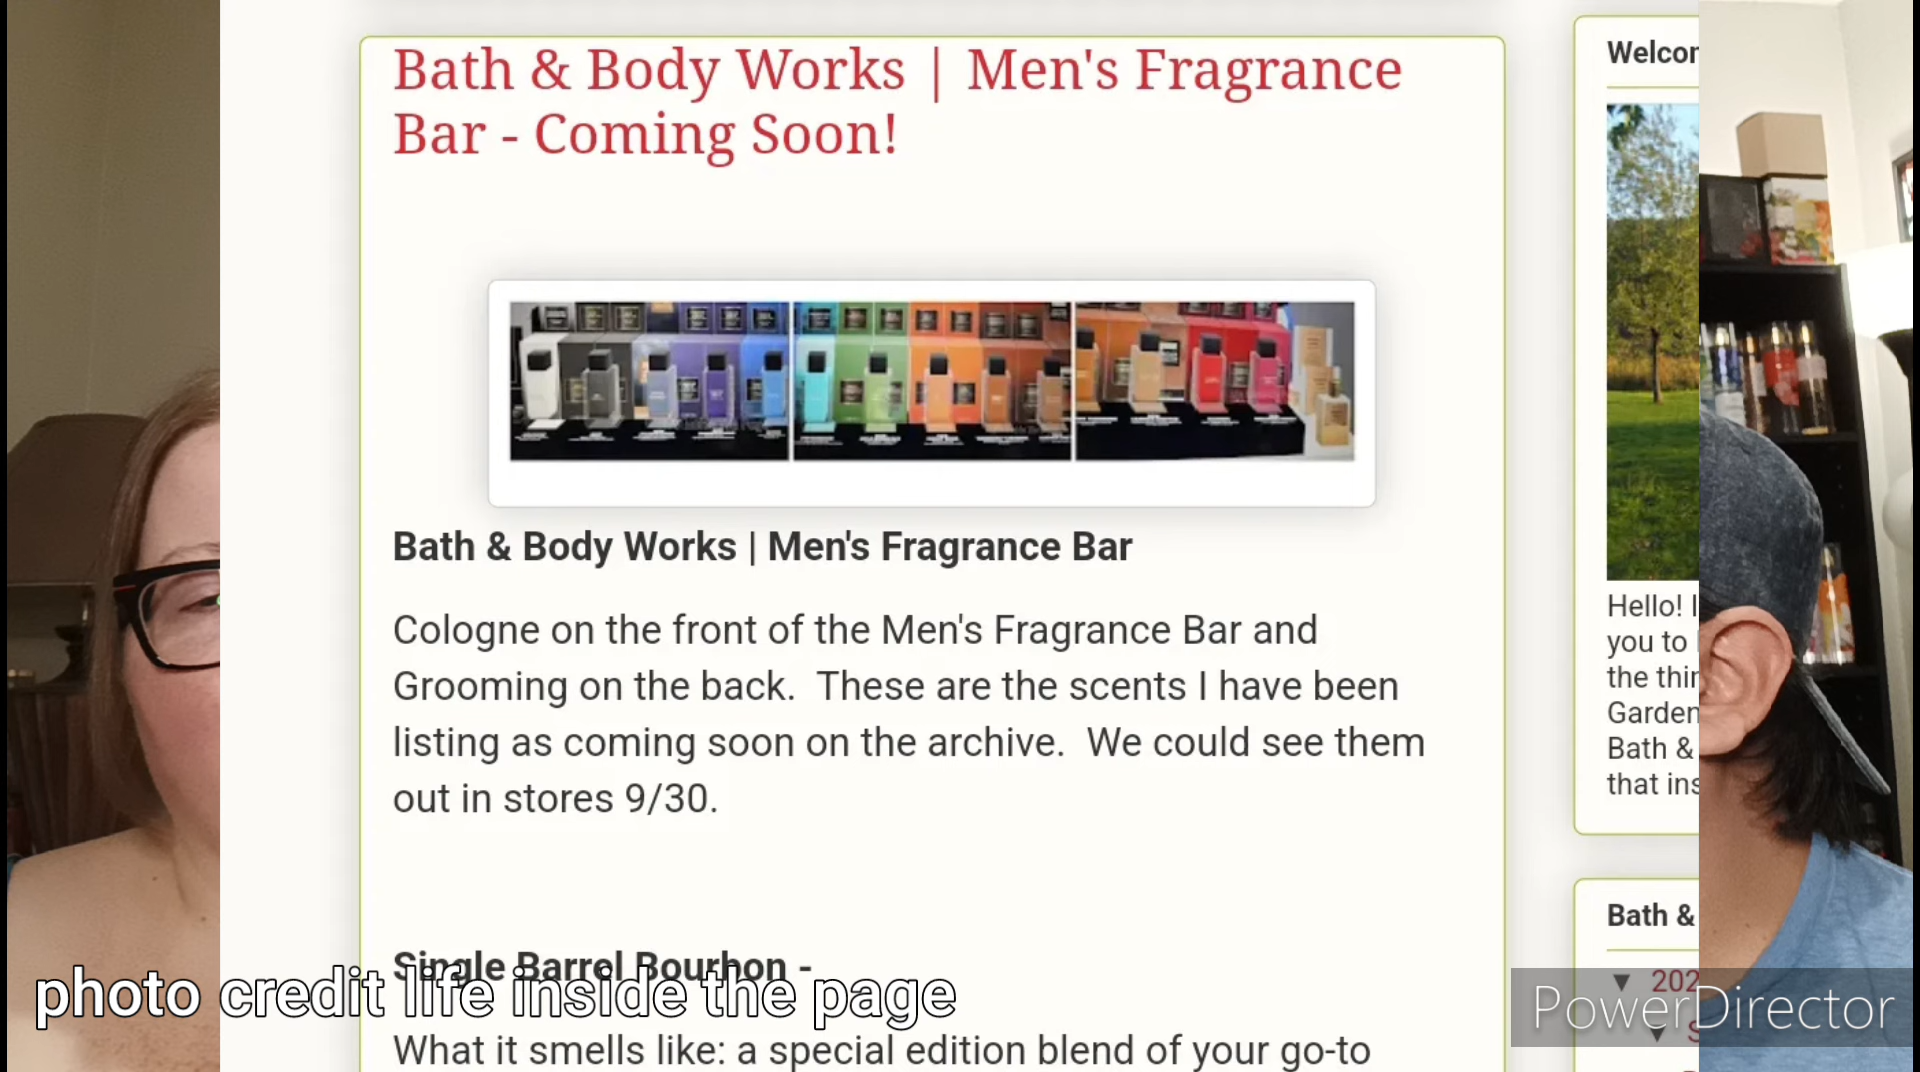 Bath & Body Works | Men's Fragrance
Bar - Coming Soon!
Bath & Body Works | Men's Fragrance Bar
Cologne on the front of the Men's Fragrance Bar and
Grooming on the back.  These are the scents I have been
listing as coming soon on the archive.  We could see them
out in stores 9/30.
Single Barrel Bourbon -
What it smells like: a special edition blend of your go-to
Hello! I
you to
the
Bath &
that
Bath &
photo credit life inside the page
PowerDirector